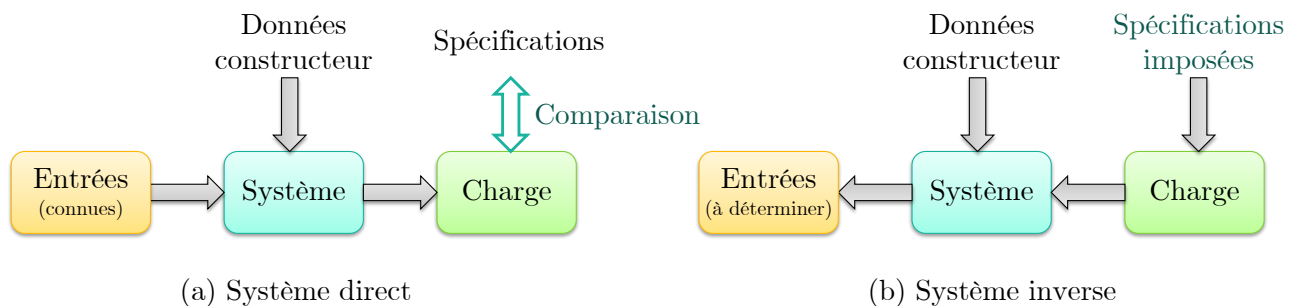 Données
constructeur
Spécifications
Comparaison
Entrées
(connues)
Système
Charge
(a) Système direct
Données
constructeur
Spécifications
imposées
Entrées
(à déterminer)
Système
Charge
(b) Système inverse